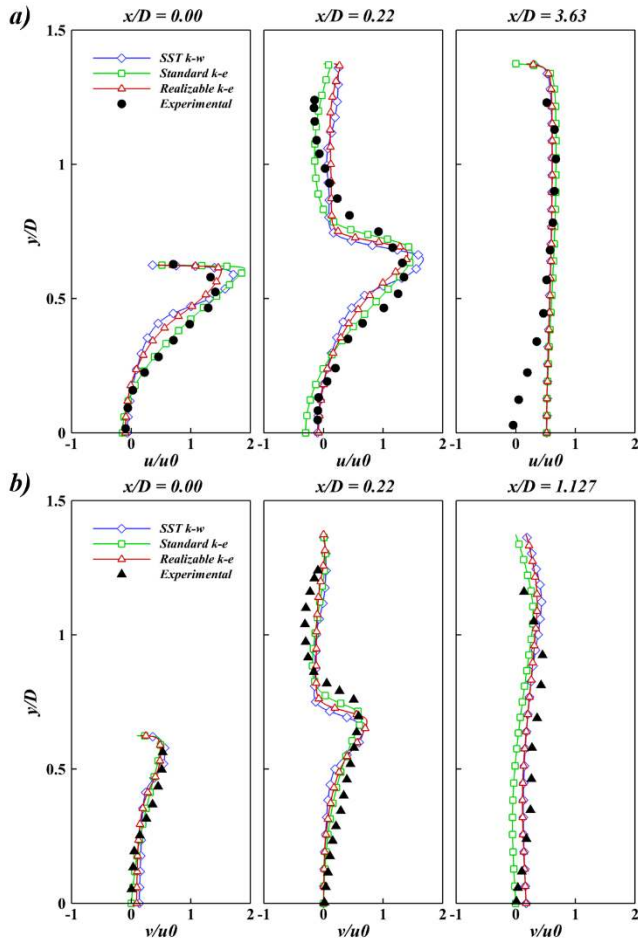 a)
x/D = 0.00 x/D = 0.22 x/D = 3.63
1.5
SST k-w
Standard k-e
Realizable k-e
Experimental
1
y/D
0.5
0
-1 0 1 2 -1 0 1 2 -1 0 1 2
u/u0 u/u0 u/u0
b)
x/D = 0.00 x/D = 0.22 x/D = 1.127
1.5
SST k-w
Standard k-e
Realizable k-e
Experimental
1
y/D
0.5
0
-1 0 1 2 -1 0 1 2 -1 0 1 2
v/u0 v/u0 v/u0